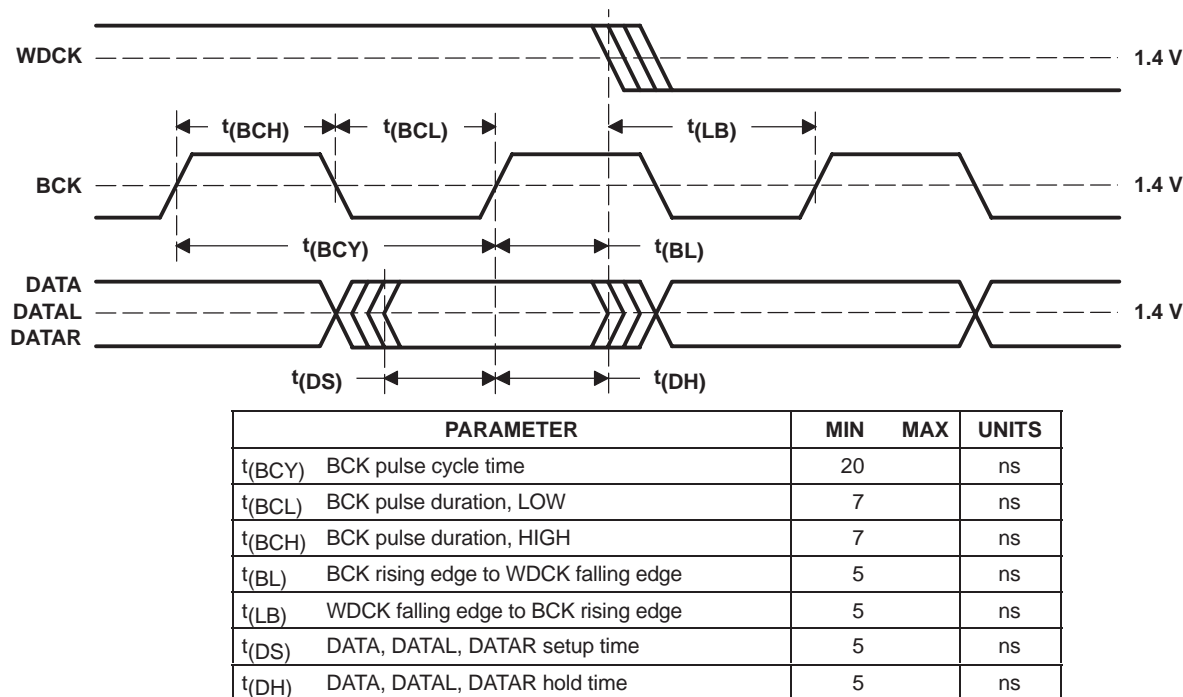 WDCK
1.4 V
t(BCH)
t(BCL)
t(LB)
BCK
1.4 V
t(BCY)
t(BL)
DATA
DATAL
DATAR
1.4 V
t(DS)
t(DH)
PARAMETER MIN MAX UNITS
t(BCY) BCK pulse cycle time 20 ns
t(BCL) BCK pulse duration, LOW 7 ns
t(BCH) BCK pulse duration, HIGH 7 ns
t(BL) BCK rising edge to WDCK falling edge 5 ns
t(LB) WDCK falling edge to BCK rising edge 5 ns
t(DS) DATA, DATAL, DATAR setup time 5 ns
t(DH) DATA, DATAL, DATAR hold time 5 ns